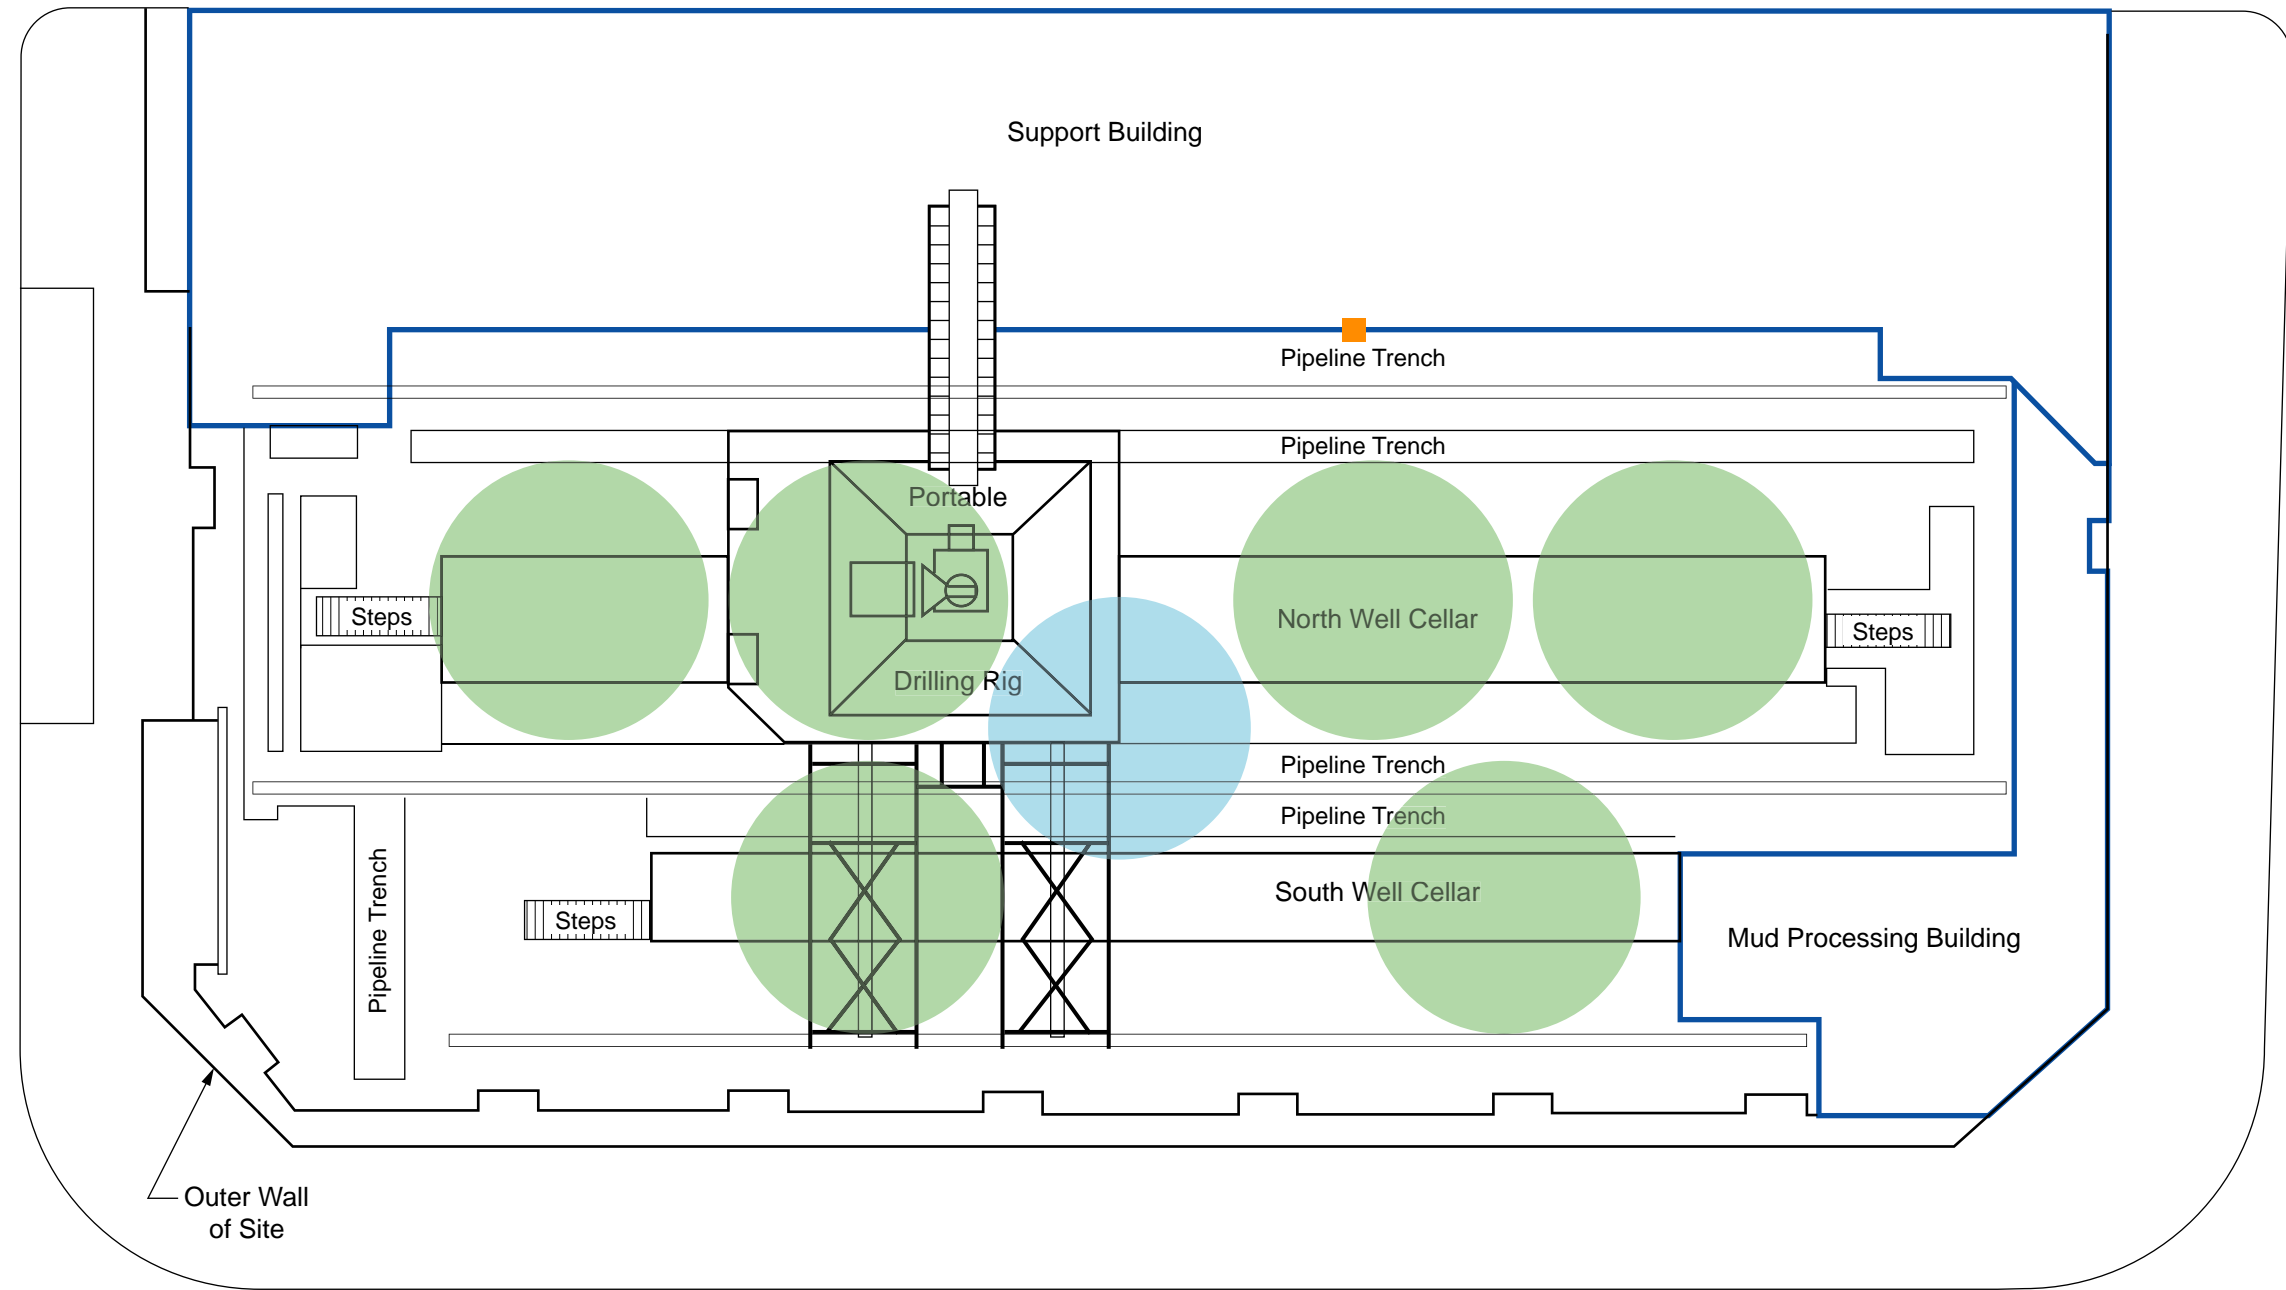 Support Building
Pipeline Trench
Pipeline Trench
Portable
Steps
North Well Cellar
Steps
Drilling Rig
Pipeline Trench
Pipeline Trench
Pipeline Trench
South Well Cellar
Steps
Mud Processing Building
Outer Wall
of Site